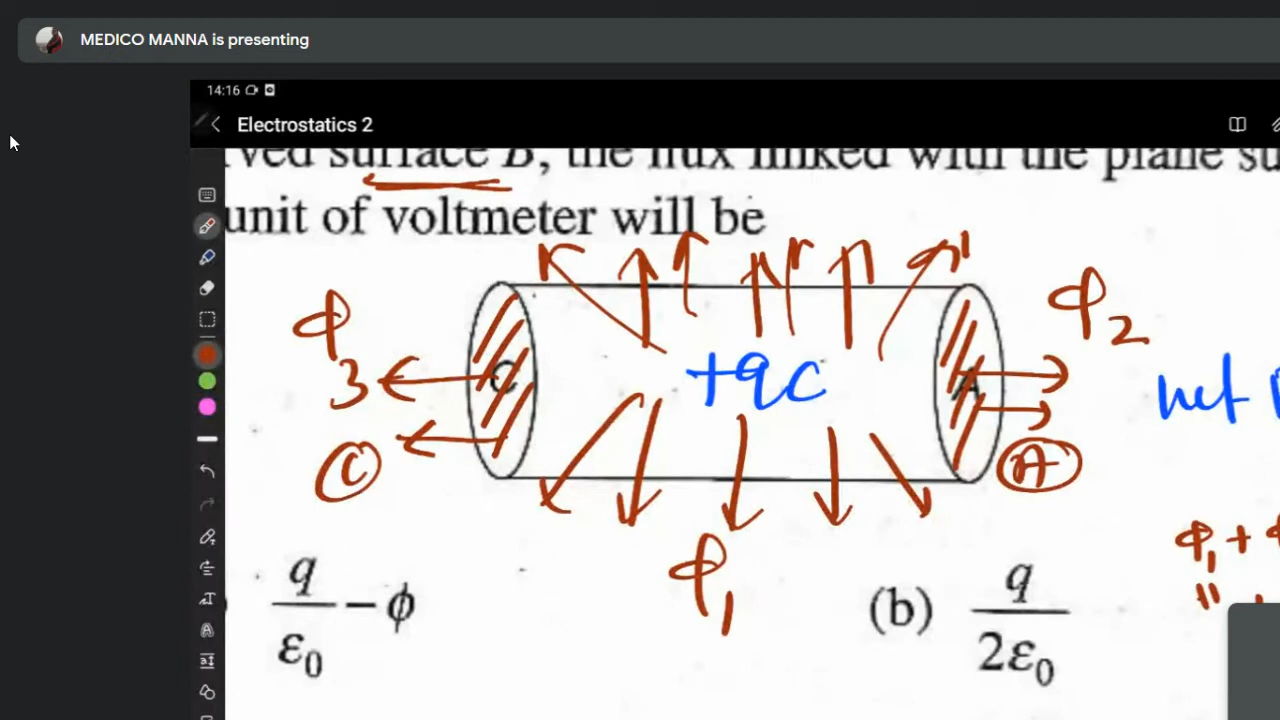 MEDICO MANNA is presenting
14:16
Electrostatics 2
rved surface B, the flux linked with the plane su
unit of voltmeter will be
φ3 C A φ2
C +qc A net
φ1 φ1 +
q/ε0 − φ (b) q/2ε0